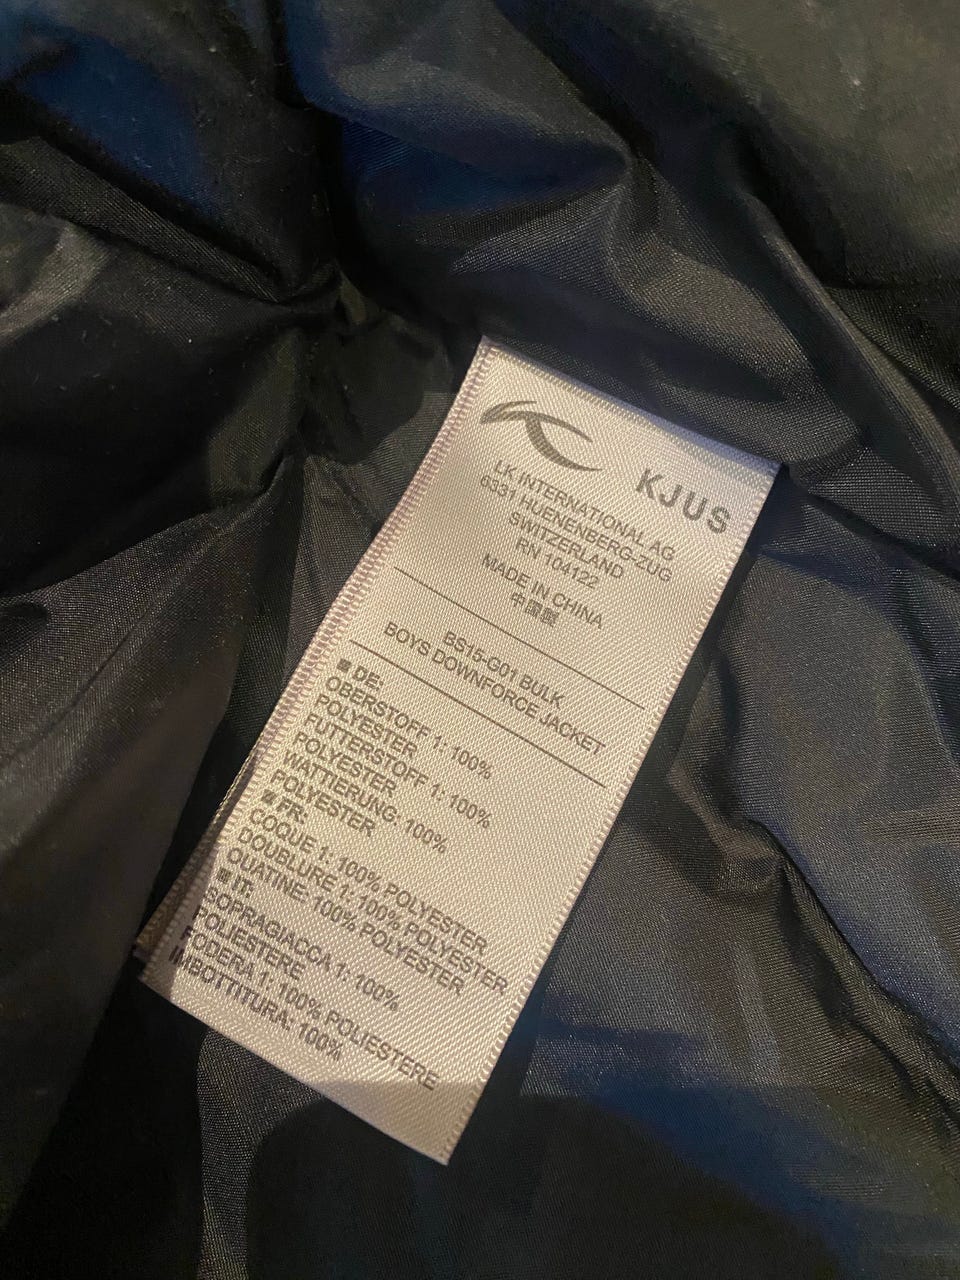 KJUS
LK INTERNATIONAL AG
6331 HUENENBERG-ZUG
SWITZERLAND
RN 104122
MADE IN CHINA
中國製
BS15-G01 BULK
BOYS DOWNFORCE JACKET
■ DE:
OBERSTOFF 1: 100%
POLYESTER
FUTTERSTOFF 1: 100%
POLYESTER
WATTIERUNG: 100%
POLYESTER
■ FR:
COQUE 1: 100% POLYESTER
DOUBLURE 1: 100% POLYESTER
OUATINE: 100% POLYESTER
■ IT:
SOPRAGIACCA 1: 100%
POLIESTERE
FODERA 1: 100% POLIESTERE
IMBOTTITURA: 100%